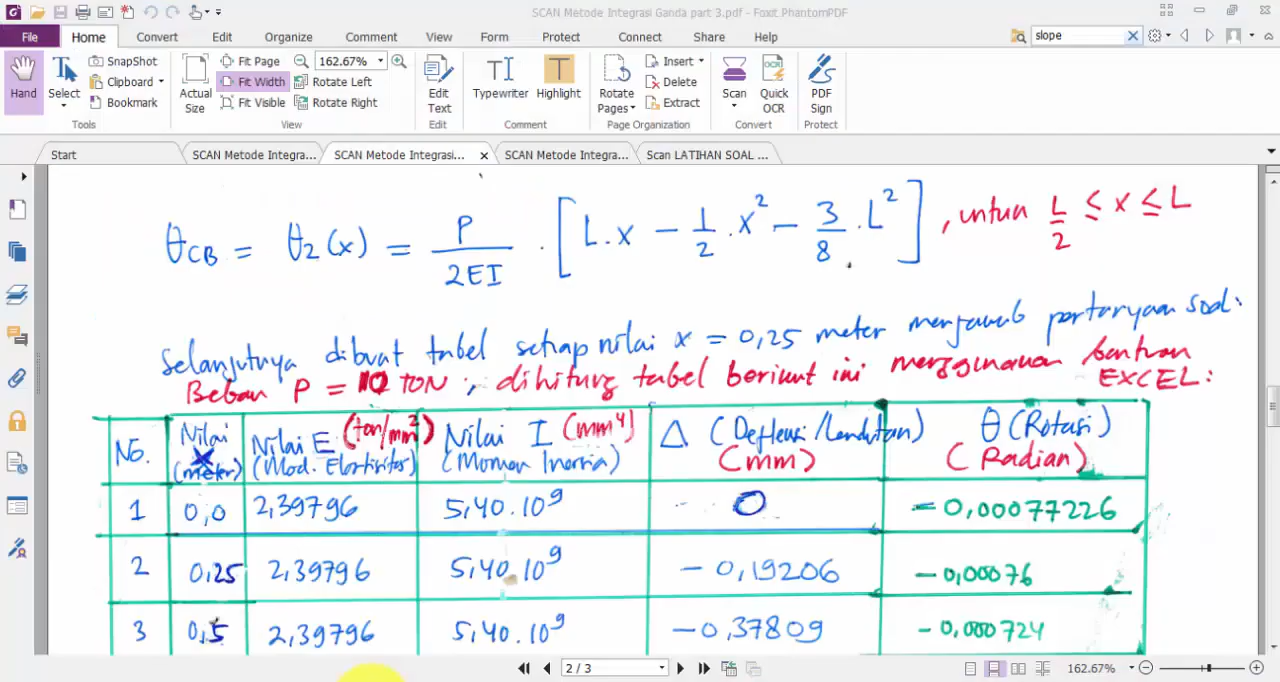 SCAN Metode Integrasi Ganda part 3.pdf - Foxit PhantomPDF
File Home Convert Edit Organize Comment View Form Protect Connect Share Help slope
Hand Select SnapShot Clipboard Bookmark Actual Size Fit Page Fit Width Fit Visible 162.67% Rotate Left Rotate Right Edit Text Typewriter Highlight Rotate Pages Insert Delete Extract Scan Quick OCR PDF Sign
Tools View Edit Comment Page Organization Convert Protect
Start SCAN Metode Integra... SCAN Metode Integrasi... SCAN Metode Integra... Scan LATIHAN SOAL ...
θCB = θ2(x) = P/2EI · [L.x − 1/2 . x² − 3/8 . L²] , untuk L/2 ≤ x ≤ L
Selanjutnya dibuat tabel setiap nilai x = 0,25 meter menjawab pertanyaan soal:
Beban P = 10 TON ; dihitung tabel berikut ini menggunakan bantuan EXCEL:
No. Nilai x (meter) Nilai E (ton/mm²) (Mod. Elastisitas) Nilai I (mm⁴) (Momen Inersia) Δ (Defleksi/Lendutan) (mm) θ (Rotasi) (Radian)
1 0,0 2,39796 5,40.10⁹ 0 −0,00077226
2 0,25 2,39796 5,40.10⁹ −0,19206 −0,00076
3 0,5 2,39796 5,40.10⁹ −0,37809 −0,000724
2 / 3 162.67%